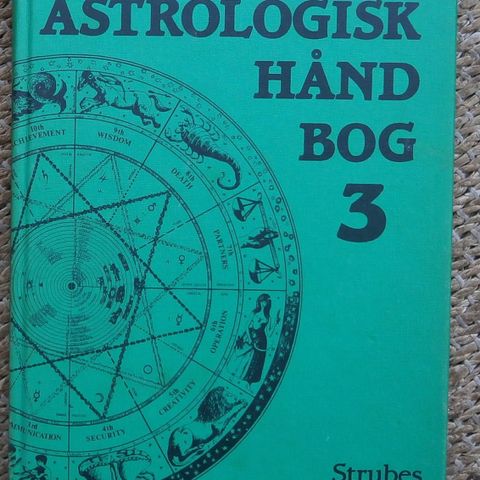 ASTROLOGISK
HÅND
BOG
3
10th
ACHIEVEMENT
9th
WISDOM
8th
DEATH
7th
PARTNERS
6th
OPERATION
5th
CREATIVITY
4th
SECURITY
3rd
COMMUNICATION
Strubes